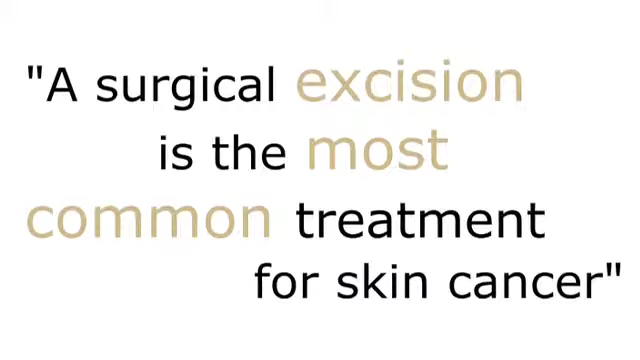 "A surgical excision
is the most
common treatment
for skin cancer"